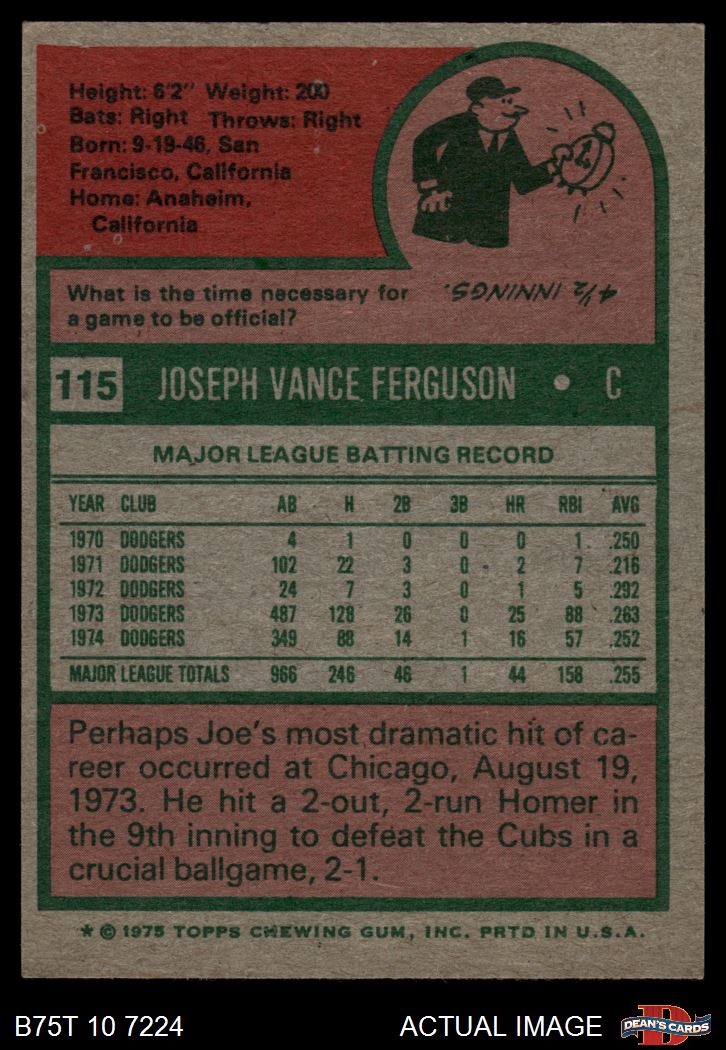 Height: 6'2" Weight: 200
Bats: Right Throws: Right
Born: 9-19-46, San
Francisco, California
Home: Anaheim,
California
What is the time necessary for
a game to be official?
4½ INNINGS.
115 JOSEPH VANCE FERGUSON • C
MAJOR LEAGUE BATTING RECORD
YEAR CLUB AB H 2B 3B HR RBI AVG
1970 DODGERS 4 1 0 0 0 1 .250
1971 DODGERS 102 22 3 0 2 7 .216
1972 DODGERS 24 7 3 0 1 5 .292
1973 DODGERS 487 128 26 0 25 88 .263
1974 DODGERS 349 88 14 1 16 57 .252
MAJOR LEAGUE TOTALS 966 246 46 1 44 158 .255
Perhaps Joe's most dramatic hit of ca-
reer occurred at Chicago, August 19,
1973. He hit a 2-out, 2-run Homer in
the 9th inning to defeat the Cubs in a
crucial ballgame, 2-1.
* © 1975 TOPPS CHEWING GUM, INC. PRTD IN U.S.A.
B75T 10 7224 ACTUAL IMAGE
D
DEAN'S CARDS